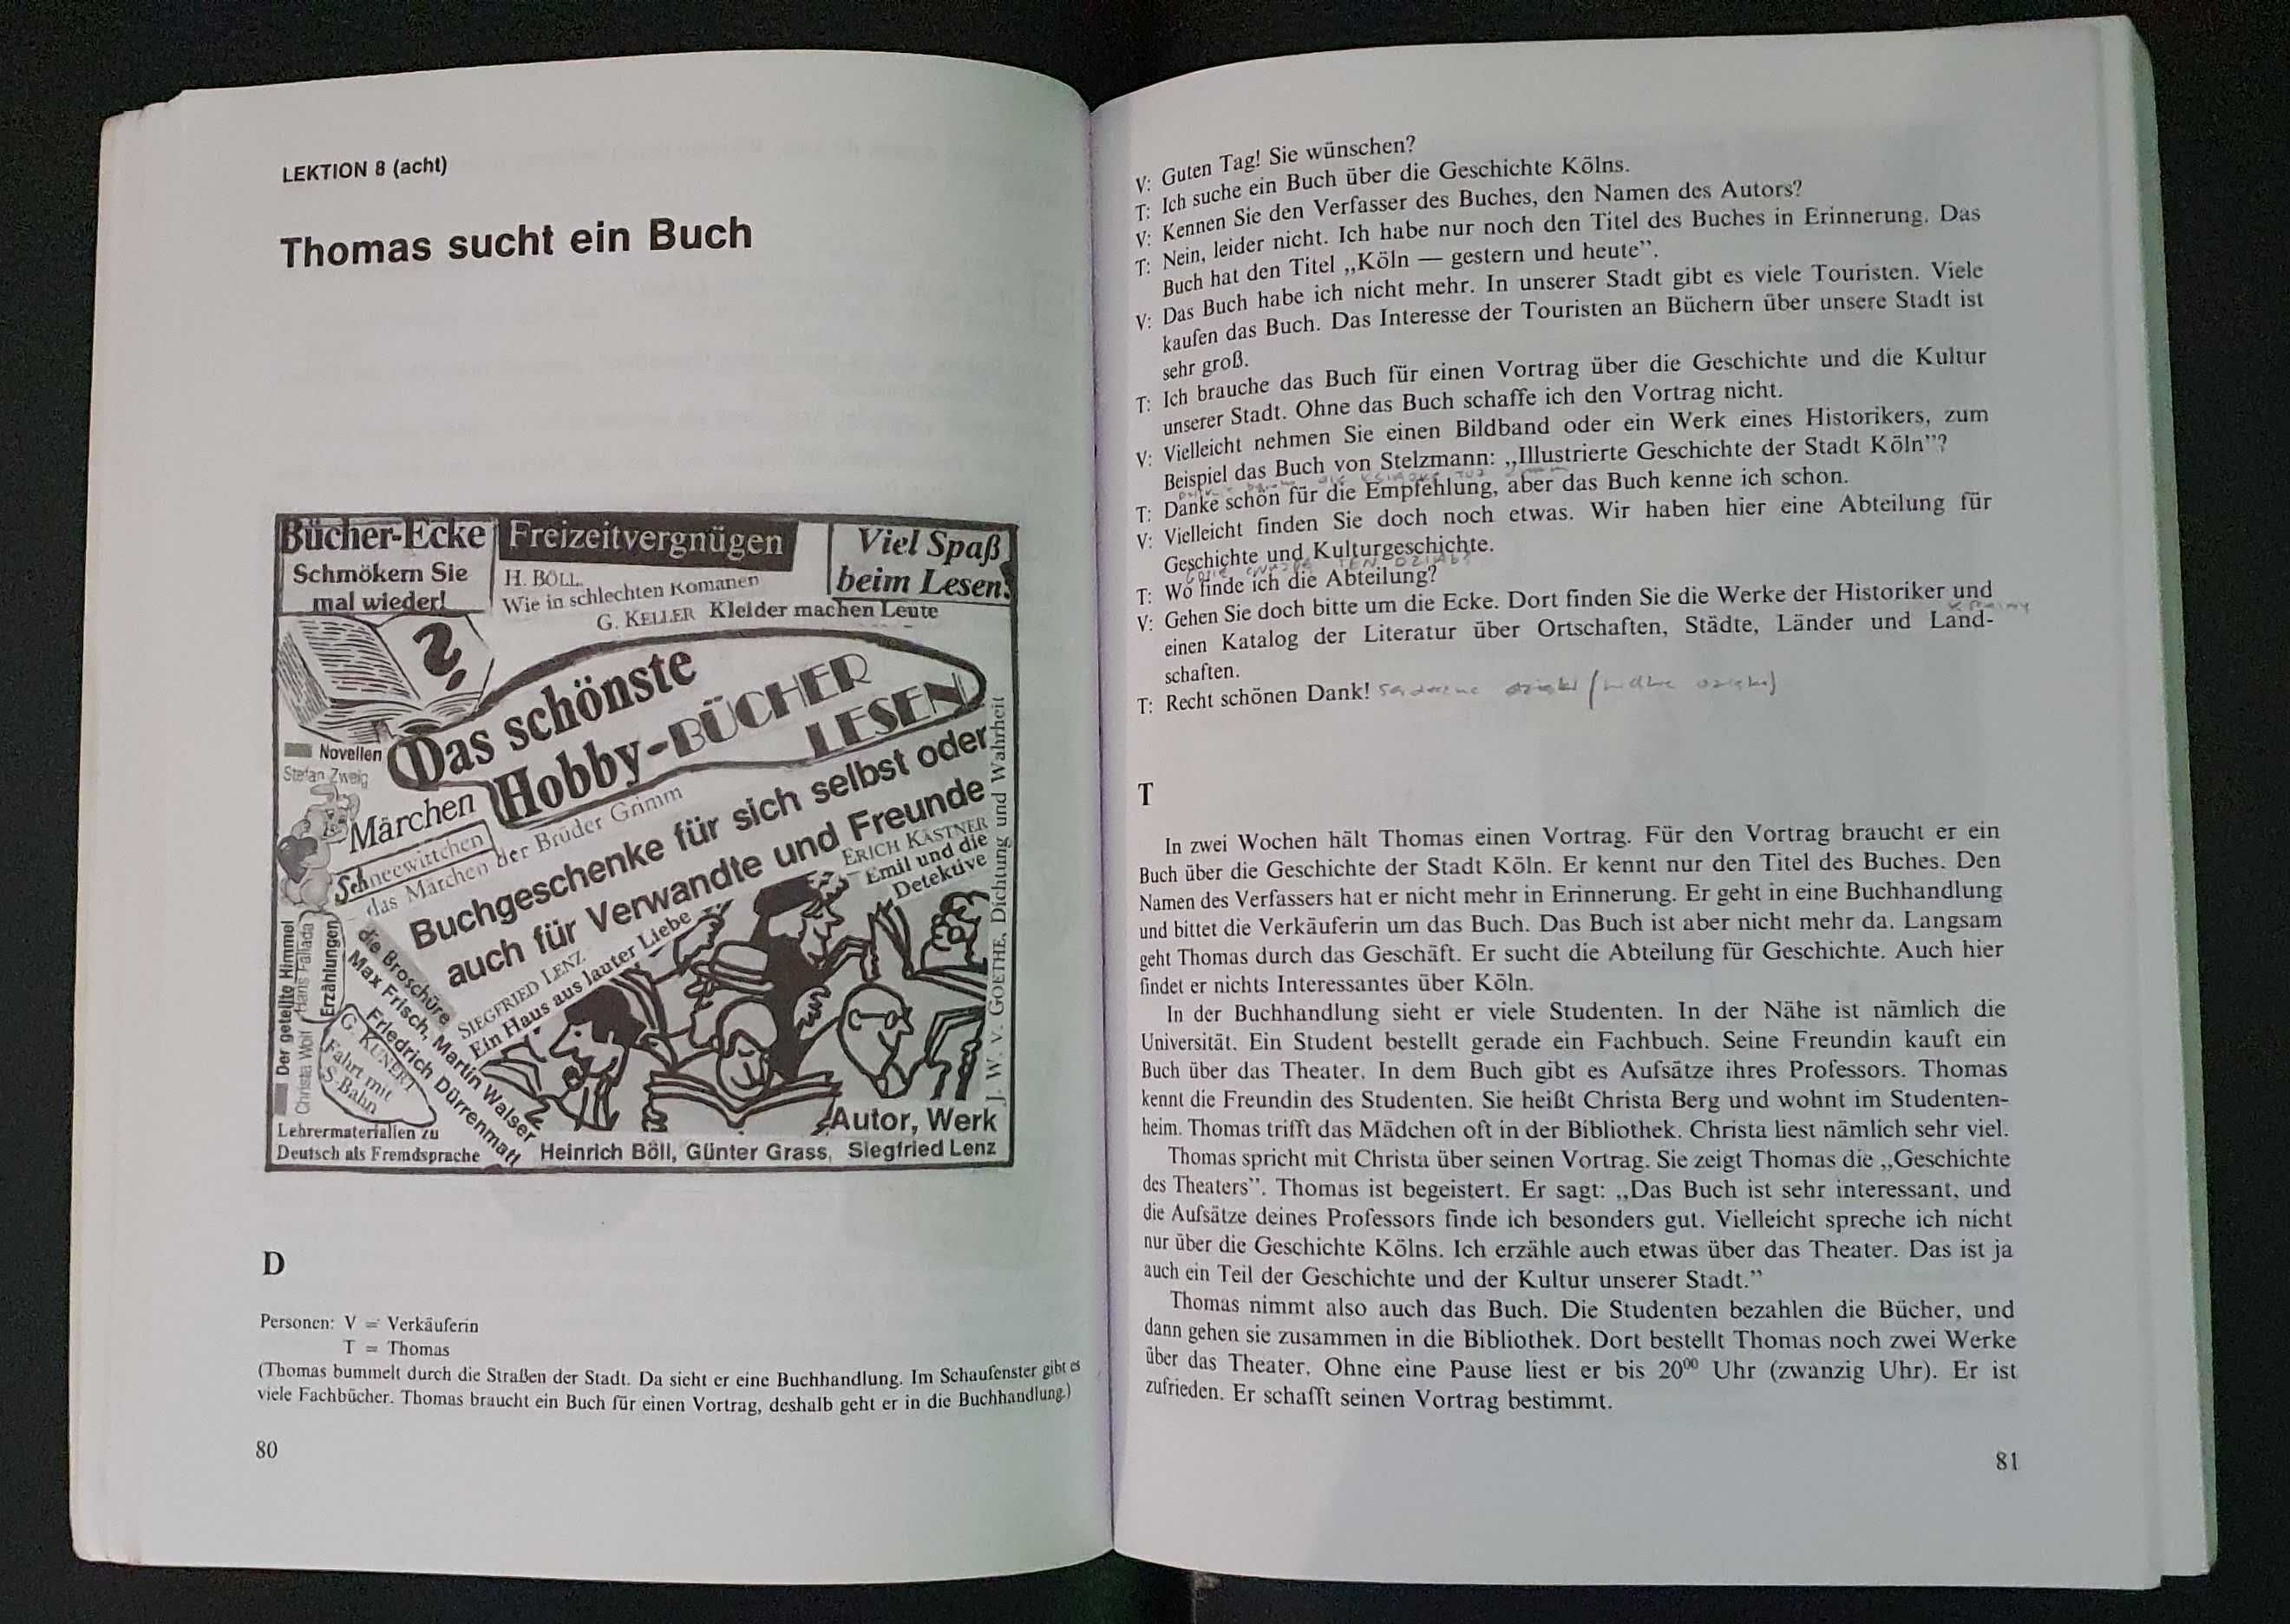 LEKTION 8 (acht)
Thomas sucht ein Buch
Bücher-Ecke
Schmökern Sie
mal wieder!
Freizeitvergnügen
Viel Spaß
beim Lesen!
H. BÖLL
Wie in schlechten Romanen
G. KELLER Kleider machen Leute
?
Das schönste
Hobby-BÜCHER
LESEN
Novellen
Stefan Zweig
Märchen
Schneewittchen
das Märchen der Brüder Grimm
Buchgeschenke für sich selbst oder
auch für Verwandte und Freunde
ERICH KÄSTNER
Emil und die
Detektive
J. W. v. GOETHE, Dichtung und Wahrheit
SIEGFRIED LENZ
Ein Haus aus lauter Liebe
Der geteilte Himmel
Christa Wolf
Hans Fallada
Erzählungen
die Broschüre
Max Frisch, Martin Walser
Friedrich Dürrenmatt
G. KUNERT
Fahrt mit
S-Bahn
Lehrermaterialien zu
Deutsch als Fremdsprache
Autor, Werk
Heinrich Böll, Günter Grass, Siegfried Lenz
D
Personen: V = Verkäuferin
T = Thomas
(Thomas bummelt durch die Straßen der Stadt. Da sieht er eine Buchhandlung. Im Schaufenster gibt es
viele Fachbücher. Thomas braucht ein Buch für einen Vortrag, deshalb geht er in die Buchhandlung.)
80
V: Guten Tag! Sie wünschen?
T: Ich suche ein Buch über die Geschichte Kölns.
V: Kennen Sie den Verfasser des Buches, den Namen des Autors?
T: Nein, leider nicht. Ich habe nur noch den Titel des Buches in Erinnerung. Das
Buch hat den Titel „Köln — gestern und heute”.
V: Das Buch habe ich nicht mehr. In unserer Stadt gibt es viele Touristen. Viele
kaufen das Buch. Das Interesse der Touristen an Büchern über unsere Stadt ist
sehr groß.
T: Ich brauche das Buch für einen Vortrag über die Geschichte und die Kultur
unserer Stadt. Ohne das Buch schaffe ich den Vortrag nicht.
V: Vielleicht nehmen Sie einen Bildband oder ein Werk eines Historikers, zum
Beispiel das Buch von Stelzmann: „Illustrierte Geschichte der Stadt Köln”?
T: Danke schön für die Empfehlung, aber das Buch kenne ich schon.
V: Vielleicht finden Sie doch noch etwas. Wir haben hier eine Abteilung für
Geschichte und Kulturgeschichte.
T: Wo finde ich die Abteilung?
V: Gehen Sie doch bitte um die Ecke. Dort finden Sie die Werke der Historiker und
einen Katalog der Literatur über Ortschaften, Städte, Länder und Land-
schaften.
T: Recht schönen Dank!
T
In zwei Wochen hält Thomas einen Vortrag. Für den Vortrag braucht er ein
Buch über die Geschichte der Stadt Köln. Er kennt nur den Titel des Buches. Den
Namen des Verfassers hat er nicht mehr in Erinnerung. Er geht in eine Buchhandlung
und bittet die Verkäuferin um das Buch. Das Buch ist aber nicht mehr da. Langsam
geht Thomas durch das Geschäft. Er sucht die Abteilung für Geschichte. Auch hier
findet er nichts Interessantes über Köln.
In der Buchhandlung sieht er viele Studenten. In der Nähe ist nämlich die
Universität. Ein Student bestellt gerade ein Fachbuch. Seine Freundin kauft ein
Buch über das Theater. In dem Buch gibt es Aufsätze ihres Professors. Thomas
kennt die Freundin des Studenten. Sie heißt Christa Berg und wohnt im Studenten-
heim. Thomas trifft das Mädchen oft in der Bibliothek. Christa liest nämlich sehr viel.
Thomas spricht mit Christa über seinen Vortrag. Sie zeigt Thomas die „Geschichte
des Theaters”. Thomas ist begeistert. Er sagt: „Das Buch ist sehr interessant, und
die Aufsätze deines Professors finde ich besonders gut. Vielleicht spreche ich nicht
nur über die Geschichte Kölns. Ich erzähle auch etwas über das Theater. Das ist ja
auch ein Teil der Geschichte und der Kultur unserer Stadt.”
Thomas nimmt also auch das Buch. Die Studenten bezahlen die Bücher, und
dann gehen sie zusammen in die Bibliothek. Dort bestellt Thomas noch zwei Werke
über das Theater. Ohne eine Pause liest er bis 20⁰⁰ Uhr (zwanzig Uhr). Er ist
zufrieden. Er schafft seinen Vortrag bestimmt.
81